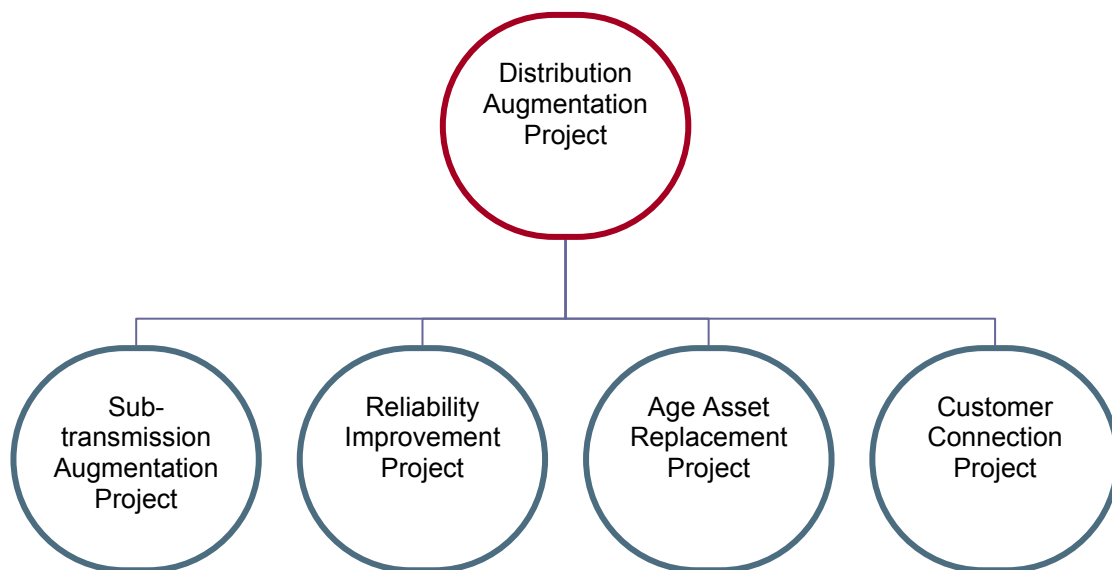 Distribution
Augmentation
Project
Sub-
transmission
Augmentation
Project
Reliability
Improvement
Project
Age Asset
Replacement
Project
Customer
Connection
Project